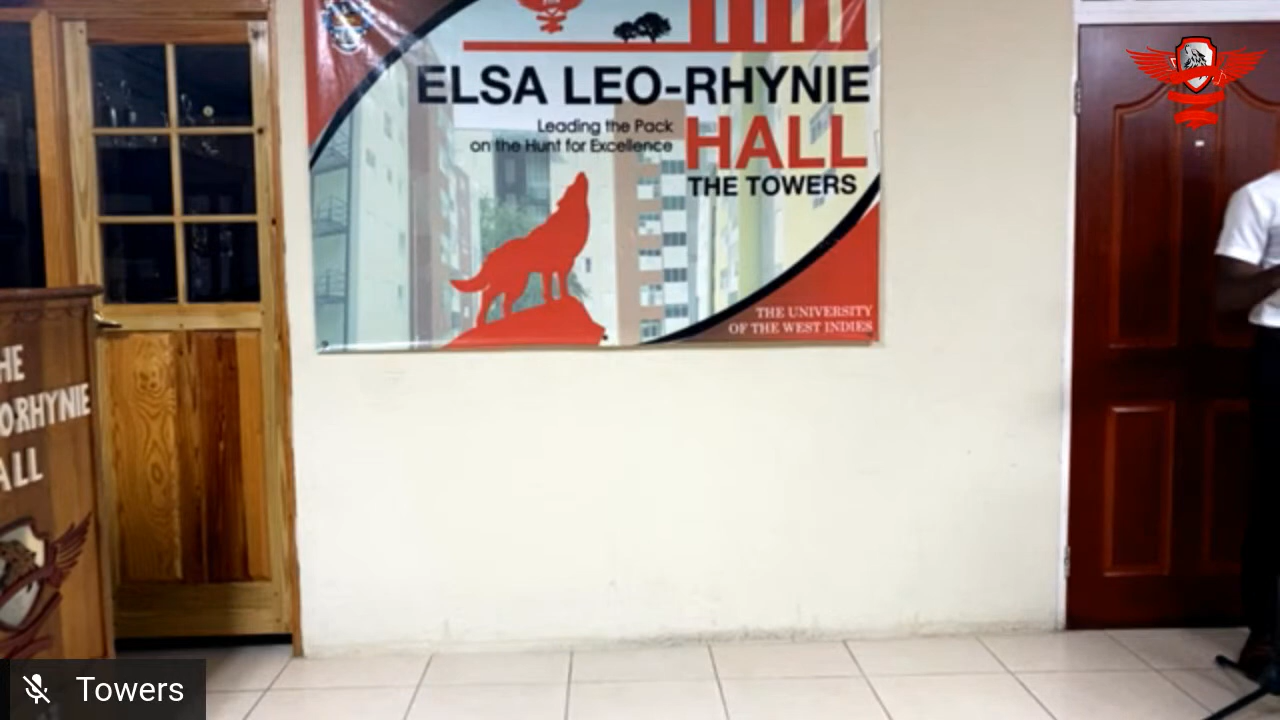 ELSA LEO-RHYNIE
Leading the Pack
on the Hunt for Excellence
HALL
THE TOWERS
THE UNIVERSITY
OF THE WEST INDIES
HE
ORHYNIE
ALL
Towers